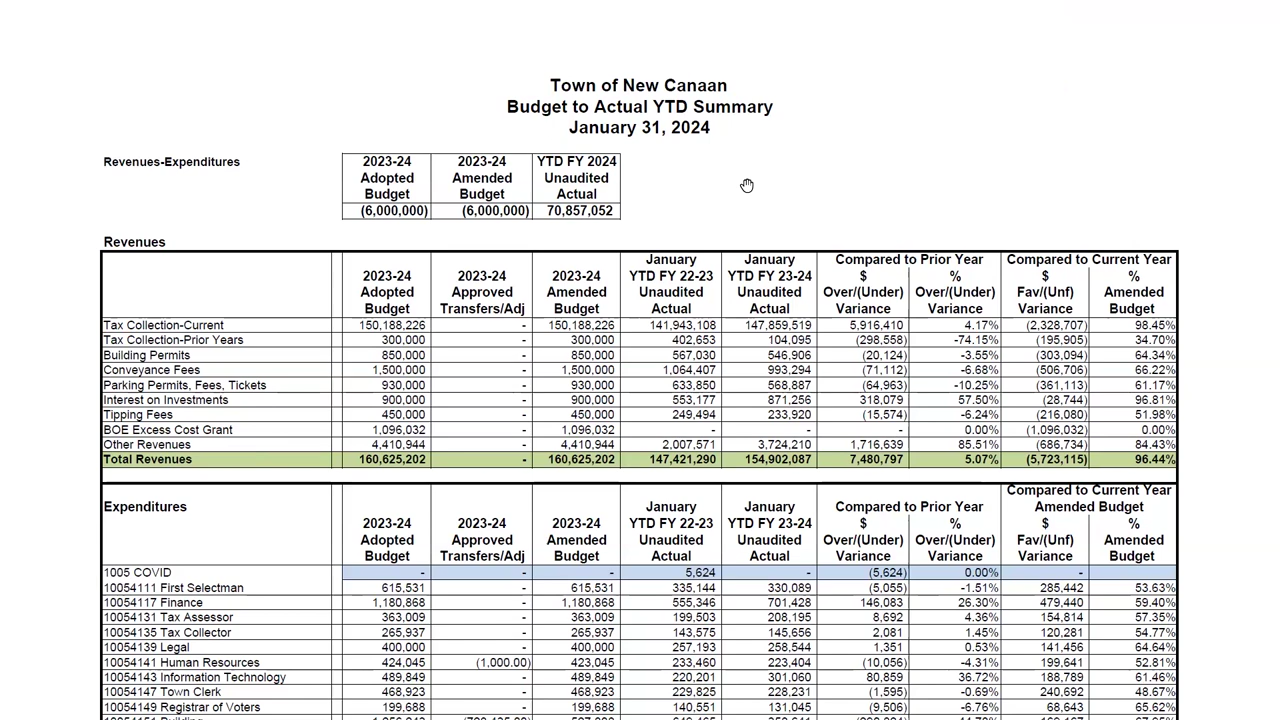 Town of New Canaan
Budget to Actual YTD Summary
January 31, 2024
Revenues-Expenditures
2023-24 Adopted Budget 2023-24 Amended Budget YTD FY 2024 Unaudited Actual
(6,000,000) (6,000,000) 70,857,052
Revenues
2023-24 Adopted Budget 2023-24 Approved Transfers/Adj 2023-24 Amended Budget January YTD FY 22-23 Unaudited Actual January YTD FY 23-24 Unaudited Actual Compared to Prior Year $ Over/(Under) Variance % Over/(Under) Variance Compared to Current Year $ Fav/(Unf) Variance % Amended Budget
Tax Collection-Current 150,188,226 - 150,188,226 141,943,108 147,859,519 5,916,410 4.17% (2,328,707) 98.45%
Tax Collection-Prior Years 300,000 - 300,000 402,653 104,095 (298,558) -74.15% (195,905) 34.70%
Building Permits 850,000 - 850,000 567,030 546,906 (20,124) -3.55% (303,094) 64.34%
Conveyance Fees 1,500,000 - 1,500,000 1,064,407 993,294 (71,112) -6.68% (506,706) 66.22%
Parking Permits, Fees, Tickets 930,000 - 930,000 633,850 568,887 (64,963) -10.25% (361,113) 61.17%
Interest on Investments 900,000 - 900,000 553,177 871,256 318,079 57.50% (28,744) 96.81%
Tipping Fees 450,000 - 450,000 249,494 233,920 (15,574) -6.24% (216,080) 51.98%
BOE Excess Cost Grant 1,096,032 - 1,096,032 - - - 0.00% (1,096,032) 0.00%
Other Revenues 4,410,944 - 4,410,944 2,007,571 3,724,210 1,716,639 85.51% (686,734) 84.43%
Total Revenues 160,625,202 - 160,625,202 147,421,290 154,902,087 7,480,797 5.07% (5,723,115) 96.44%
Expenditures 2023-24 Adopted Budget 2023-24 Approved Transfers/Adj 2023-24 Amended Budget January YTD FY 22-23 Unaudited Actual January YTD FY 23-24 Unaudited Actual Compared to Prior Year $ Over/(Under) Variance % Over/(Under) Variance Compared to Current Year Amended Budget $ Fav/(Unf) Variance % Amended Budget
1005 COVID - - - 5,624 (5,624) 0.00% -
10054111 First Selectman 615,531 - 615,531 335,144 330,089 (5,055) -1.51% 285,442 53.63%
10054117 Finance 1,180,868 - 1,180,868 555,346 701,428 146,083 26.30% 479,440 59.40%
10054131 Tax Assessor 363,009 - 363,009 199,503 208,195 8,692 4.36% 154,814 57.35%
10054135 Tax Collector 265,937 - 265,937 143,575 145,656 2,081 1.45% 120,281 54.77%
10054139 Legal 400,000 - 400,000 257,193 258,544 1,351 0.53% 141,456 64.64%
10054141 Human Resources 424,045 (1,000.00) 423,045 233,460 223,404 (10,056) -4.31% 199,641 52.81%
10054143 Information Technology 489,849 - 489,849 220,201 301,060 80,859 36.72% 188,789 61.46%
10054147 Town Clerk 468,923 - 468,923 229,825 228,231 (1,595) -0.69% 240,692 48.67%
10054149 Registrar of Voters 199,688 - 199,688 140,551 131,045 (9,506) -6.76% 68,643 65.62%